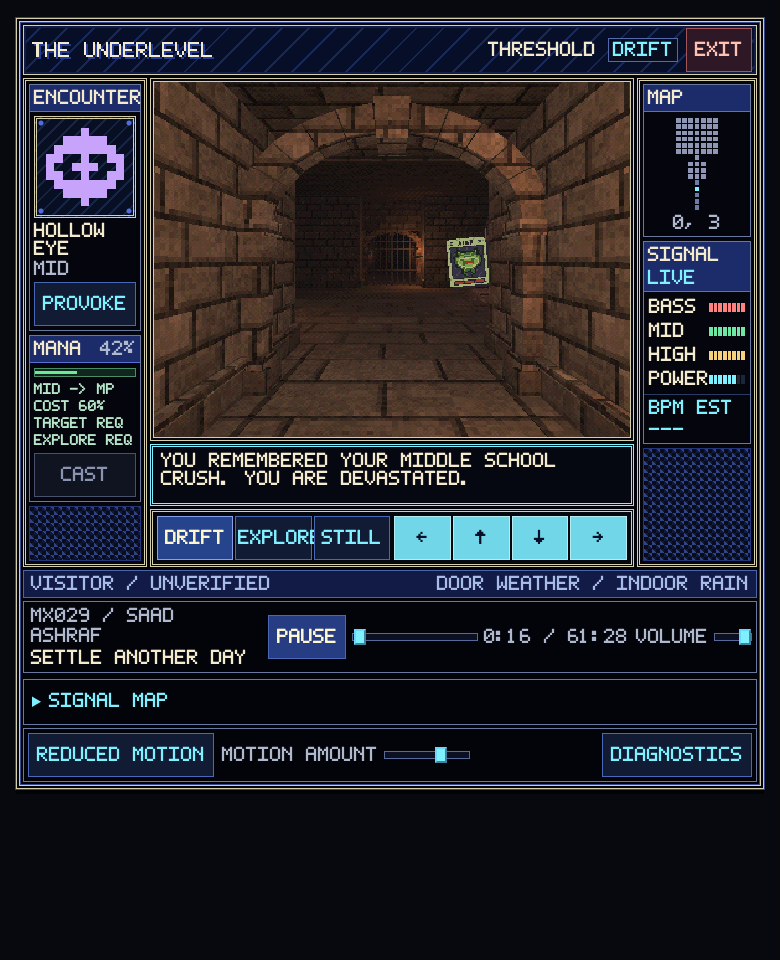 THE UNDERLEVEL
THRESHOLD DRIFT EXIT
ENCOUNTER
HOLLOW
EYE
MID
PROVOKE
MANA 42%
MID -> MP
COST 60%
TARGET REQ
EXPLORE REQ
CAST
YOU REMEMBERED YOUR MIDDLE SCHOOL
CRUSH. YOU ARE DEVASTATED.
DRIFT EXPLORE STILL ← ↑ ↓ →
MAP
0, 3
SIGNAL
LIVE
BASS
MID
HIGH
POWER
BPM EST
---
VISITOR / UNVERIFIED
DOOR WEATHER / INDOOR RAIN
MX029 / SAAD
ASHRAF
SETTLE ANOTHER DAY
PAUSE
0:16 / 61:28 VOLUME
▶ SIGNAL MAP
REDUCED MOTION MOTION AMOUNT DIAGNOSTICS